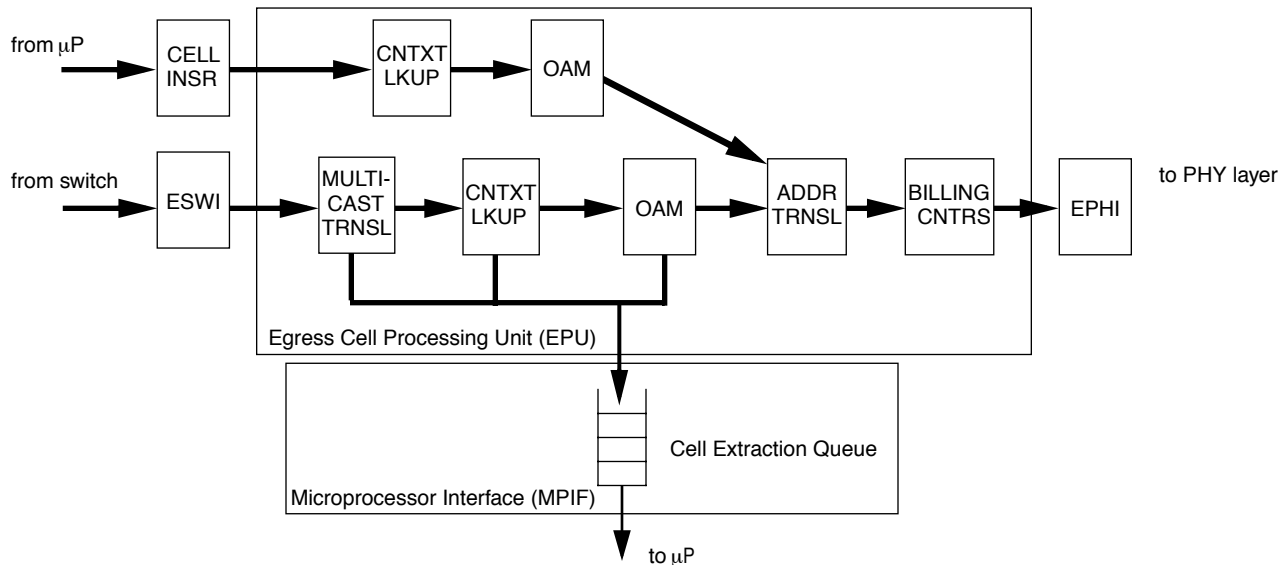 from μP
CELL
INSR
CNTXT
LKUP
OAM
from switch
ESWI
MULTI-
CAST
TRNSL
CNTXT
LKUP
OAM
ADDR
TRNSL
BILLING
CNTRS
EPHI
to PHY layer
Egress Cell Processing Unit (EPU)
Cell Extraction Queue
Microprocessor Interface (MPIF)
to μP